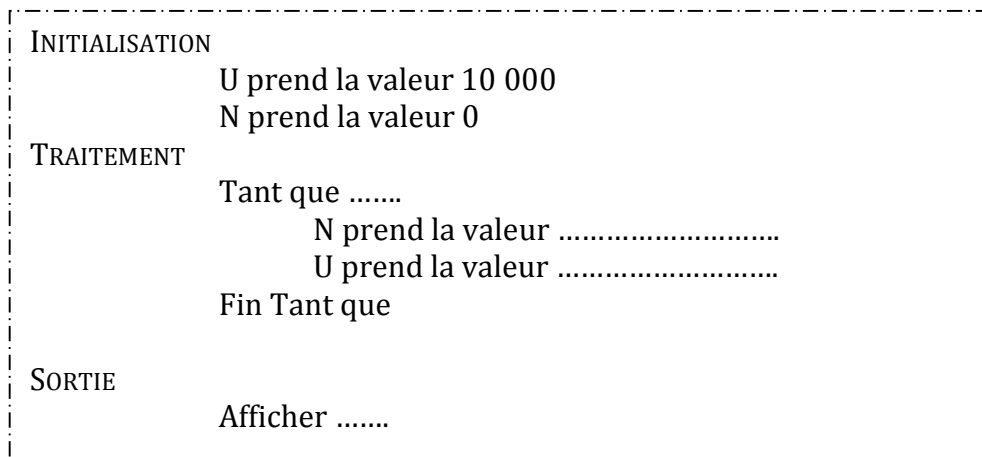 INITIALISATION
U prend la valeur 10 000
N prend la valeur 0
TRAITEMENT
Tant que …….
N prend la valeur ……………………….
U prend la valeur ……………………….
Fin Tant que
SORTIE
Afficher …….